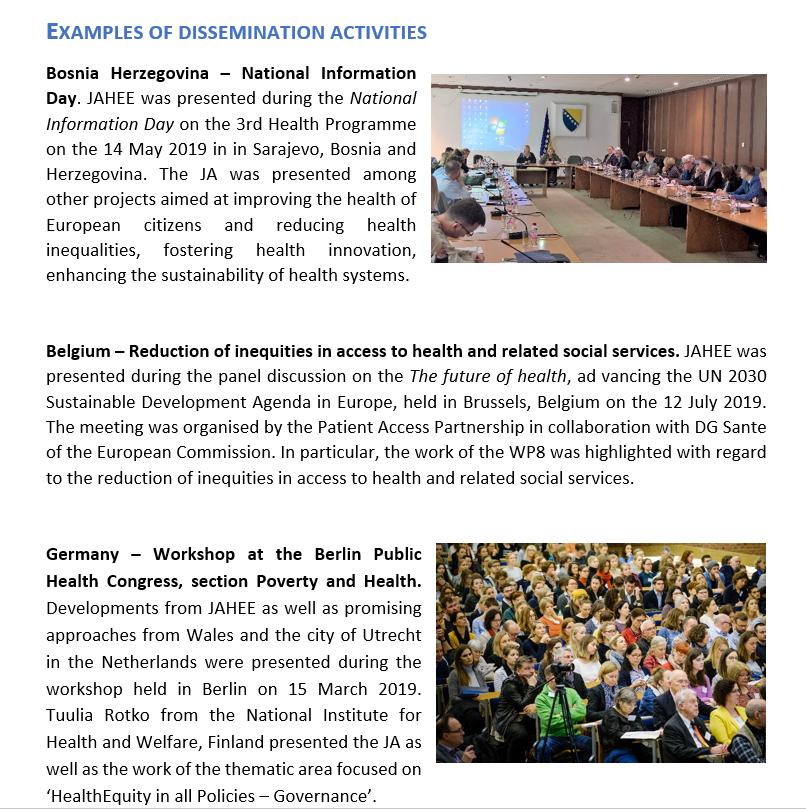 EXAMPLES OF DISSEMINATION ACTIVITIES
Bosnia Herzegovina – National Information
Day. JAHEE was presented during the National
Information Day on the 3rd Health Programme
on the 14 May 2019 in in Sarajevo, Bosnia and
Herzegovina. The JA was presented among
other projects aimed at improving the health of
European citizens and reducing health
inequalities, fostering health innovation,
enhancing the sustainability of health systems.
Belgium – Reduction of inequities in access to health and related social services. JAHEE was
presented during the panel discussion on the The future of health, ad vancing the UN 2030
Sustainable Development Agenda in Europe, held in Brussels, Belgium on the 12 July 2019.
The meeting was organised by the Patient Access Partnership in collaboration with DG Sante
of the European Commission. In particular, the work of the WP8 was highlighted with regard
to the reduction of inequities in access to health and related social services.
Germany – Workshop at the Berlin Public
Health Congress, section Poverty and Health.
Developments from JAHEE as well as promising
approaches from Wales and the city of Utrecht
in the Netherlands were presented during the
workshop held in Berlin on 15 March 2019.
Tuulia Rotko from the National Institute for
Health and Welfare, Finland presented the JA as
well as the work of the thematic area focused on
‘HealthEquity in all Policies – Governance’.